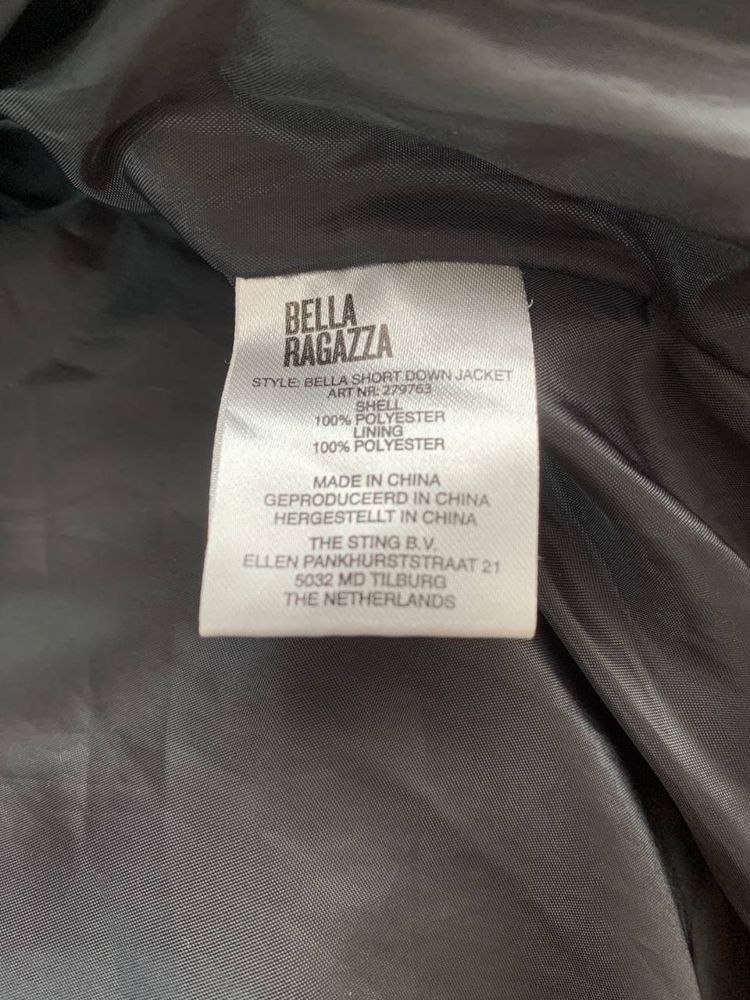 BELLA
RAGAZZA
STYLE: BELLA SHORT DOWN JACKET
ART NR: 279763
SHELL
100% POLYESTER
LINING
100% POLYESTER
MADE IN CHINA
GEPRODUCEERD IN CHINA
HERGESTELLT IN CHINA
THE STING B.V.
ELLEN PANKHURSTSTRAAT 21
5032 MD TILBURG
THE NETHERLANDS